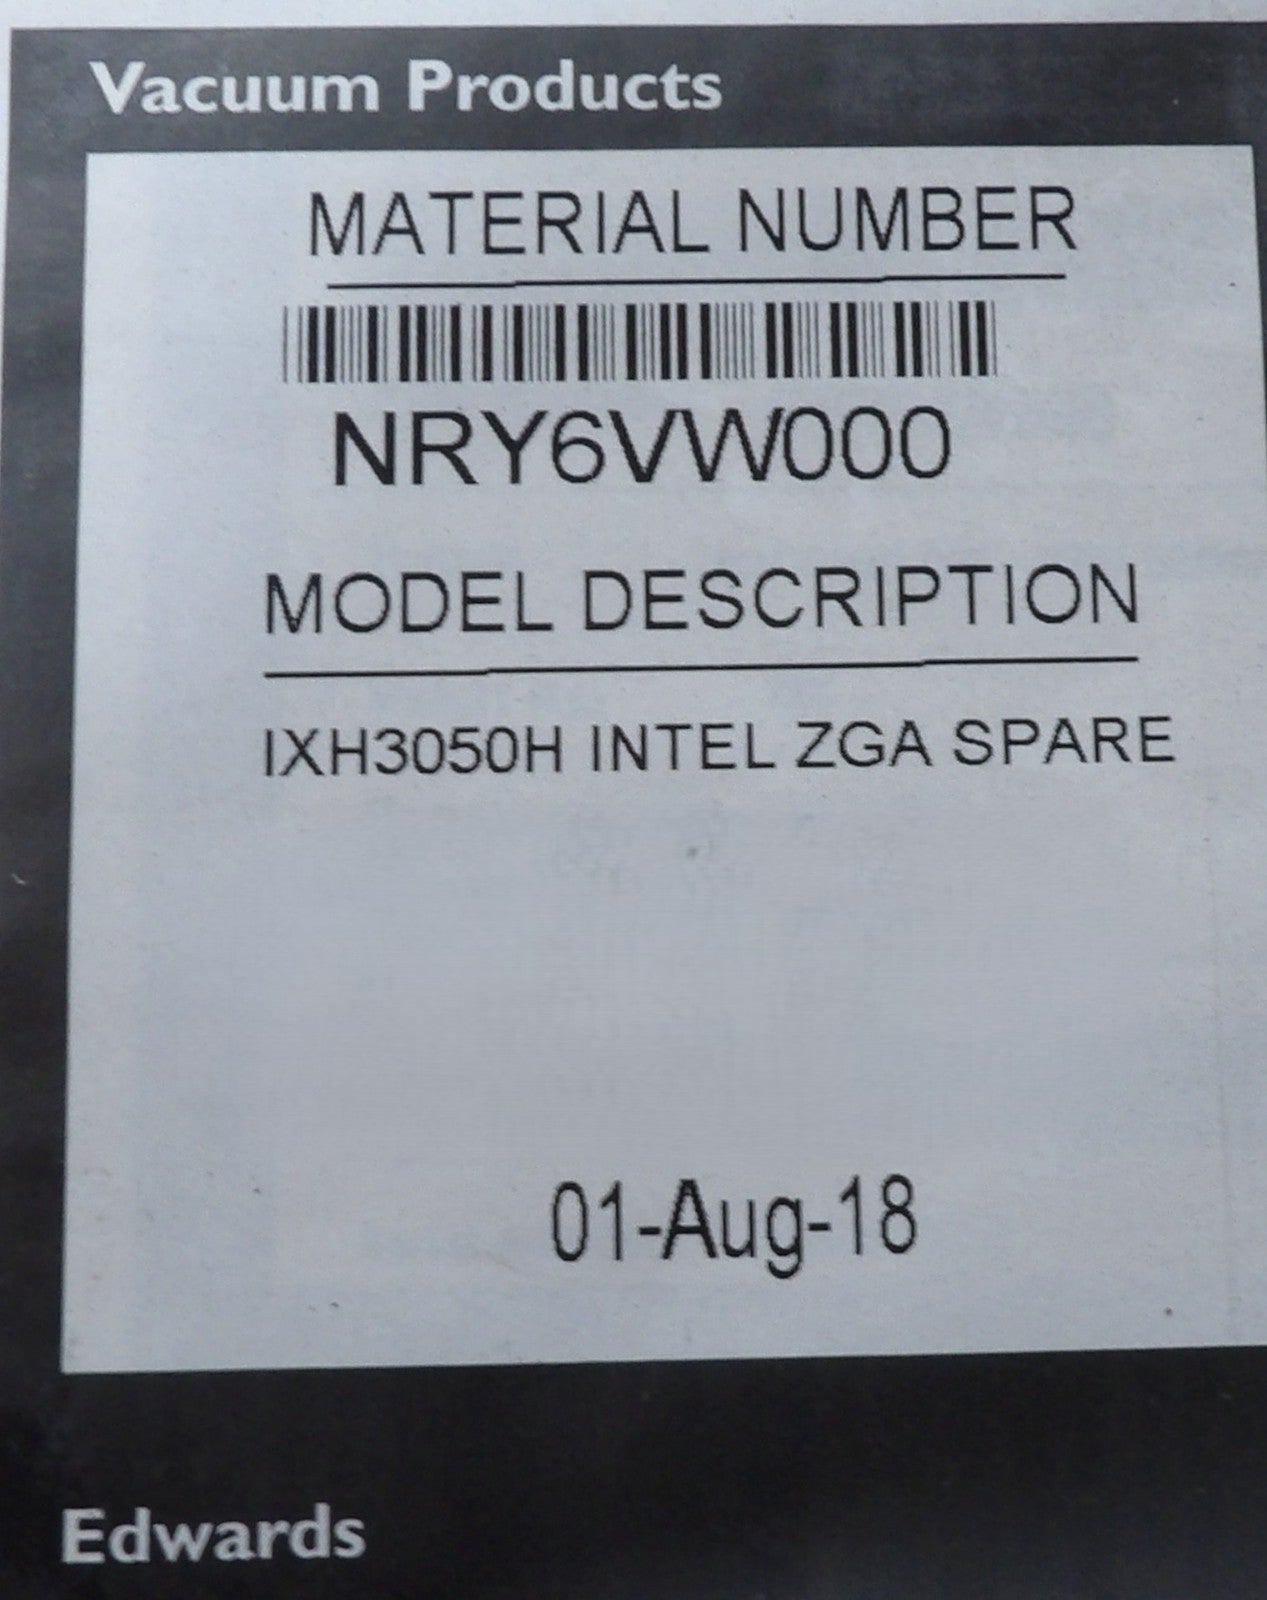 Vacuum Products
MATERIAL NUMBER
NRY6VW000
MODEL DESCRIPTION
IXH3050H INTEL ZGA SPARE
01-Aug-18
Edwards